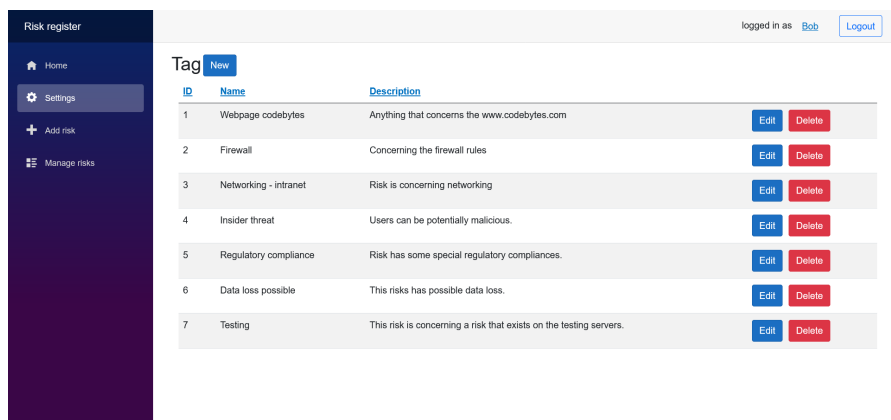 Risk register
logged in as Bob Logout
Home
Settings
Add risk
Manage risks
Tag New
ID Name Description
1 Webpage codebytes Anything that concerns the www.codebytes.com Edit Delete
2 Firewall Concerning the firewall rules Edit Delete
3 Networking - intranet Risk is concerning networking Edit Delete
4 Insider threat Users can be potentially malicious. Edit Delete
5 Regulatory compliance Risk has some special regulatory compliances. Edit Delete
6 Data loss possible This risks has possible data loss. Edit Delete
7 Testing This risk is concerning a risk that exists on the testing servers. Edit Delete